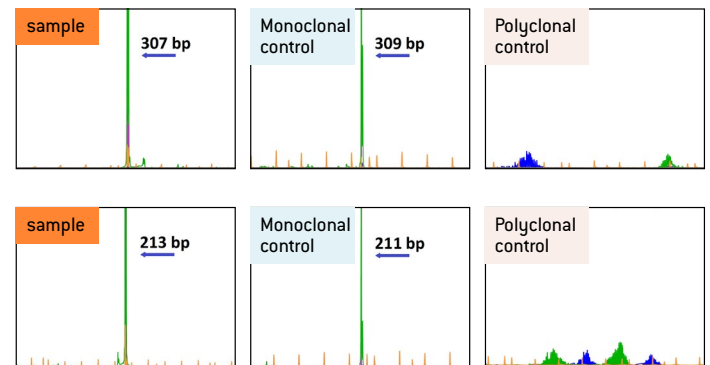 sample
307 bp
Monoclonal
control
309 bp
Polyclonal
control
sample
213 bp
Monoclonal
control
211 bp
Polyclonal
control